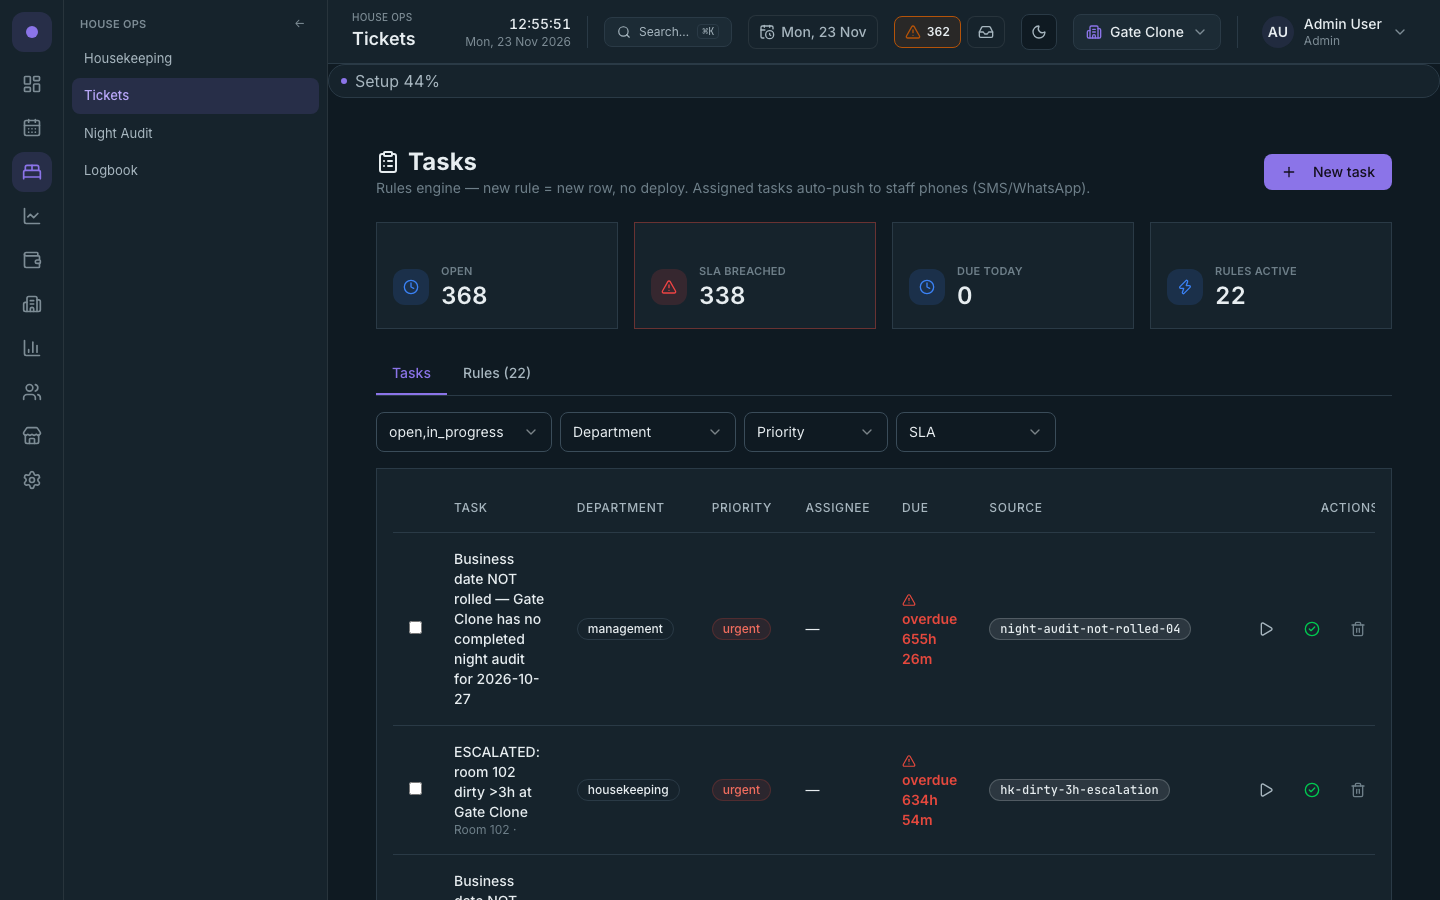 HOUSE OPS
Housekeeping
Tickets
Night Audit
Logbook
HOUSE OPS
Tickets
12:55:51
Mon, 23 Nov 2026
Search... ⌘K
Mon, 23 Nov
362
Gate Clone
AU
Admin User
Admin
Setup 44%
Tasks
Rules engine — new rule = new row, no deploy. Assigned tasks auto-push to staff phones (SMS/WhatsApp).
New task
OPEN
368
SLA BREACHED
338
DUE TODAY
0
RULES ACTIVE
22
Tasks
Rules (22)
open,in_progress
Department
Priority
SLA
TASK DEPARTMENT PRIORITY ASSIGNEE DUE SOURCE ACTIONS
Business
date NOT
rolled — Gate
Clone has no
completed
night audit
for 2026-10-
27
management
urgent
—
overdue
655h
26m
night-audit-not-rolled-04
ESCALATED:
room 102
dirty >3h at
Gate Clone
Room 102 ·
housekeeping
urgent
—
overdue
634h
54m
hk-dirty-3h-escalation
Business
date NOT